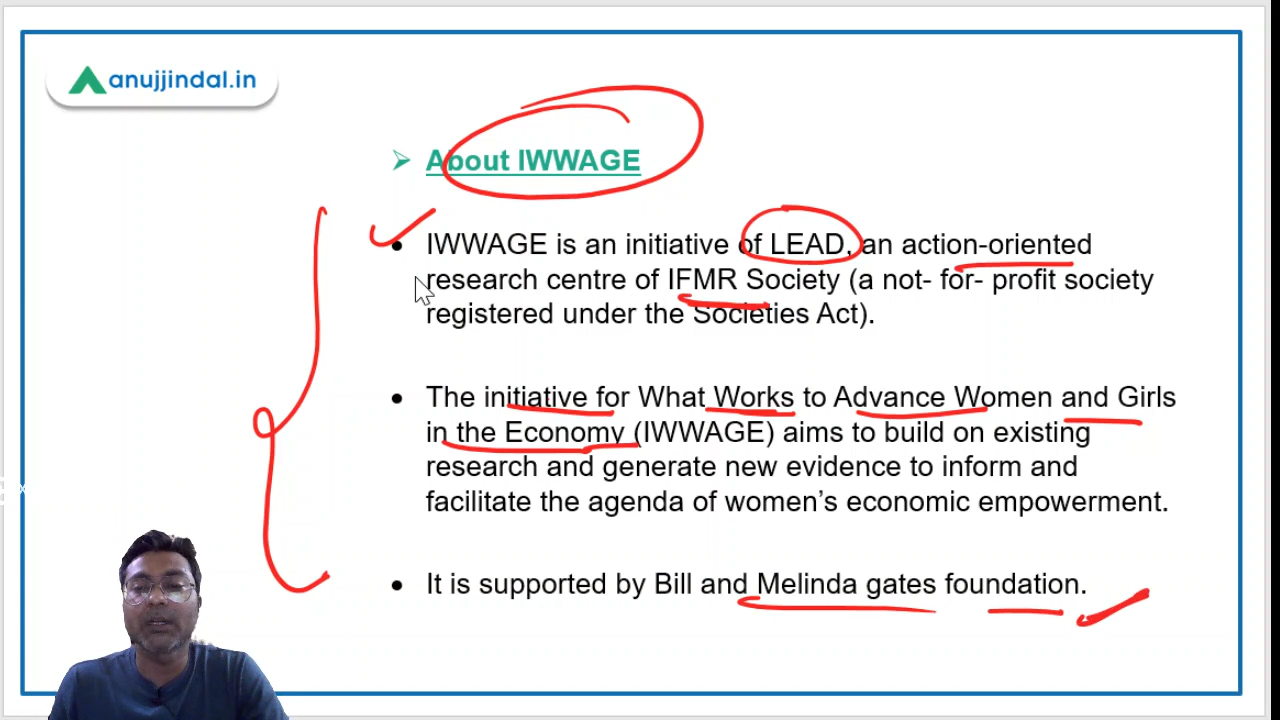 anujjindal.in
About IWWAGE
IWWAGE is an initiative of LEAD, an action-oriented
research centre of IFMR Society (a not- for- profit society
registered under the Societies Act).
The initiative for What Works to Advance Women and Girls
in the Economy (IWWAGE) aims to build on existing
research and generate new evidence to inform and
facilitate the agenda of women’s economic empowerment.
It is supported by Bill and Melinda gates foundation.